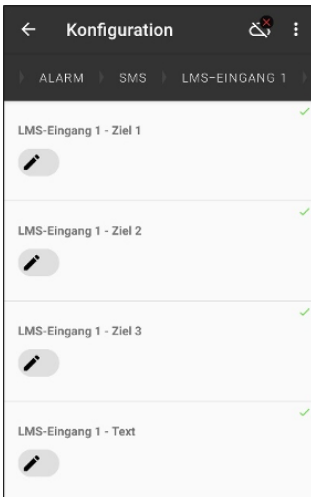 Konfiguration
ALARM SMS LMS-EINGANG 1
LMS-Eingang 1 - Ziel 1
LMS-Eingang 1 - Ziel 2
LMS-Eingang 1 - Ziel 3
LMS-Eingang 1 - Text